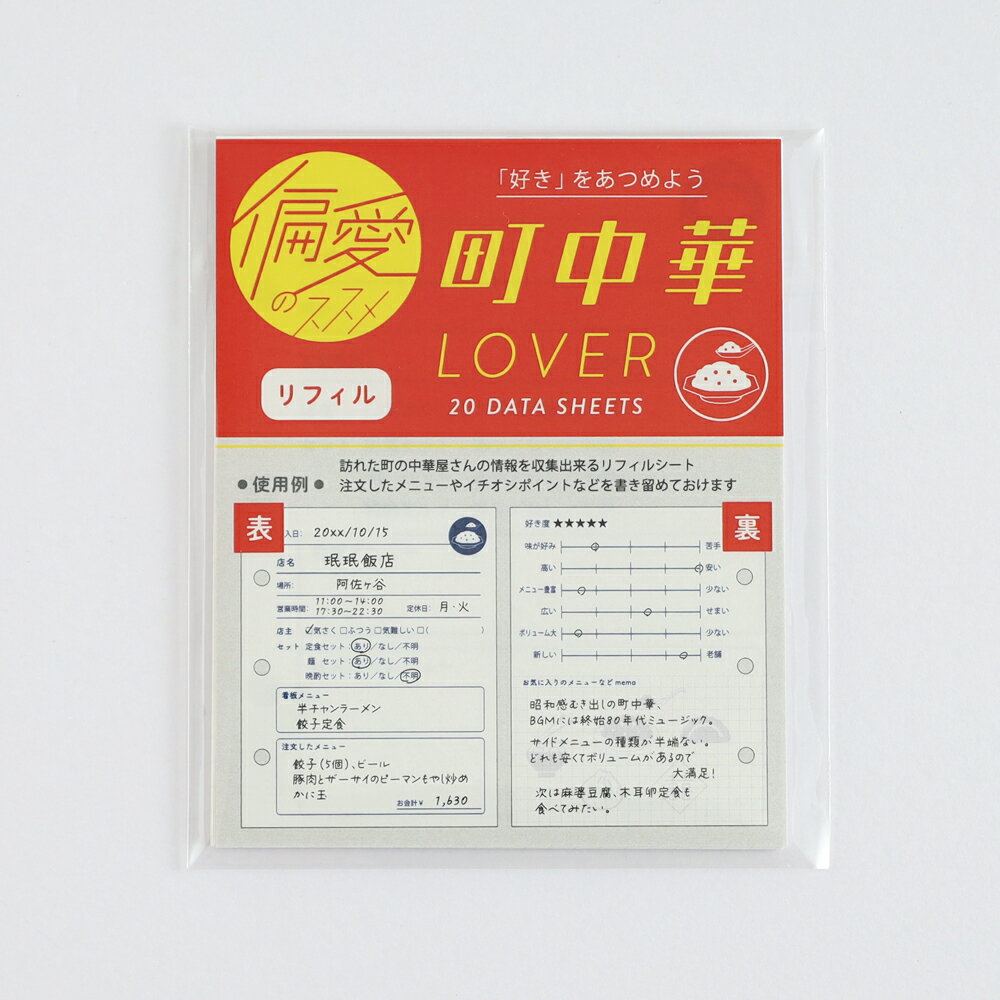 偏愛
のススメ
「好き」をあつめよう
町中華
LOVER
20 DATA SHEETS
リフィル
●使用例●
訪れた町の中華屋さんの情報を収集出来るリフィルシート
注文したメニューやイチオシポイントなどを書き留めておけます
表
入日: 20xx/10/15
店名 珉珉飯店
場所: 阿佐ヶ谷
営業時間: 11:00〜14:00
17:30〜22:30
定休日: 月・火
店主 ✓気さく □ふつう □気難しい □( )
セット 定食セット:あり/なし/不明
麺 セット:あり/なし/不明
晩酌セット:あり/なし/不明
看板メニュー
半チャンラーメン
餃子定食
注文したメニュー
餃子(5個)、ビール
豚肉とザーサイのピーマンもやし炒め
かに玉
お会計¥ 1,630
裏
好き度 ★★★★★
味が好み 苦手
高い 安い
メニュー豊富 少ない
広い せまい
ボリューム大 少ない
新しい 老舗
お気に入りのメニューなど memo
昭和感むき出しの町中華、
BGMには終始80年代ミュージック。
サイドメニューの種類が半端ない。
どれも安くてボリュームがあるので
大満足!
次は麻婆豆腐、木耳卵定食も
食べてみたい。